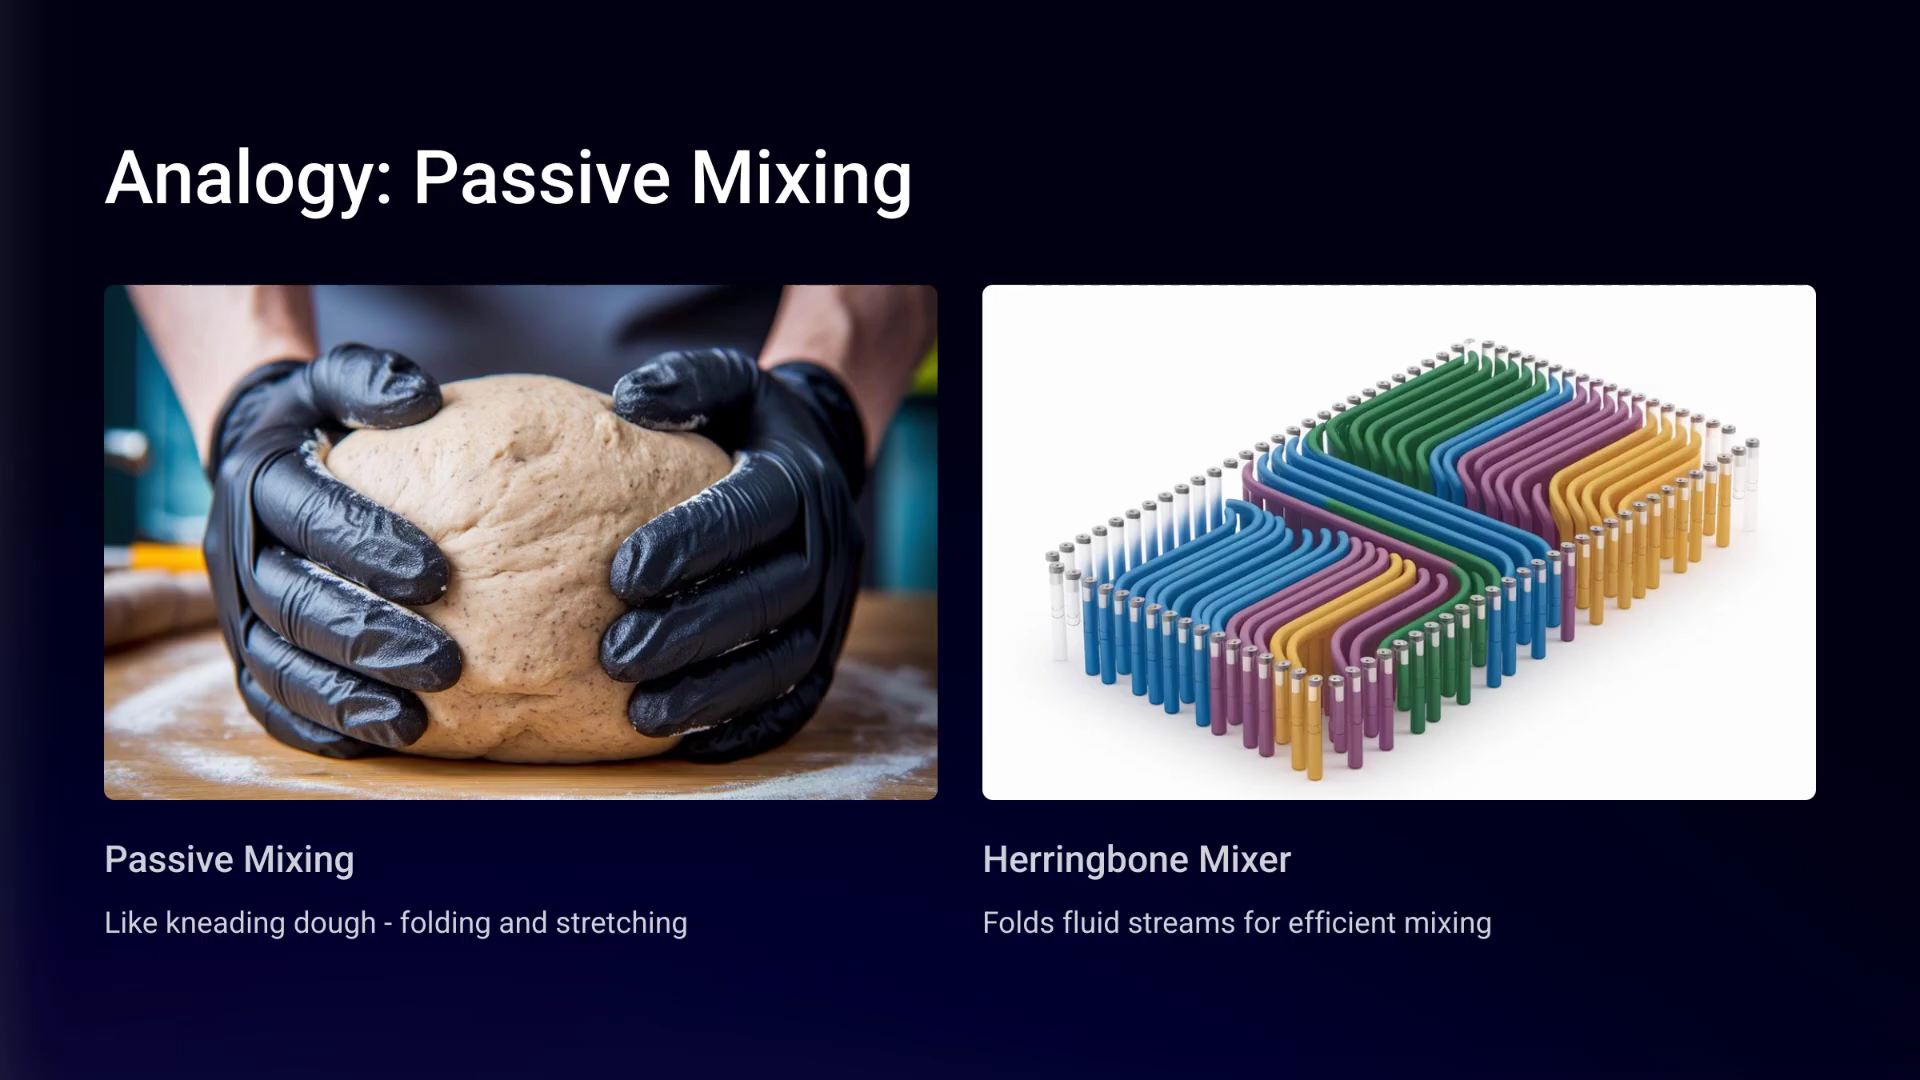 Analogy: Passive Mixing
Passive Mixing
Like kneading dough - folding and stretching
Herringbone Mixer
Folds fluid streams for efficient mixing